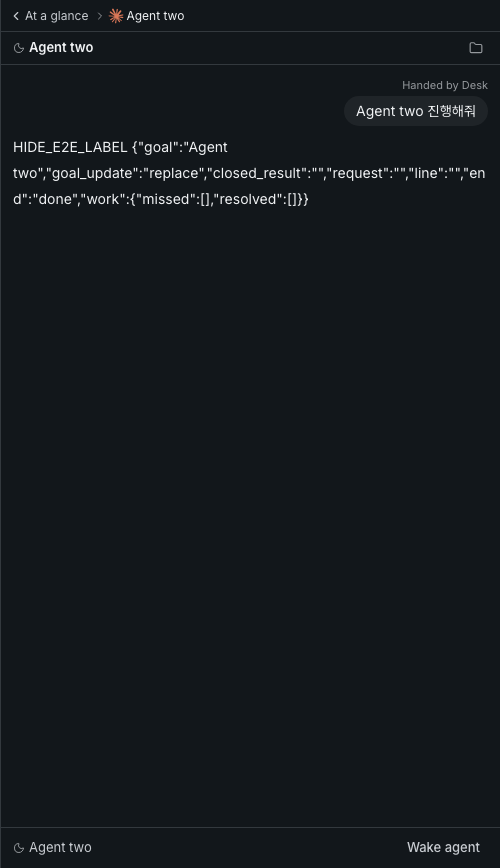 At a glance > Agent two
Agent two
Handed by Desk
Agent two 진행해줘
HIDE_E2E_LABEL {"goal":"Agent
two","goal_update":"replace","closed_result":"","request":"","line":"","en
d":"done","work":{"missed":[],"resolved":[]}}
Agent two
Wake agent